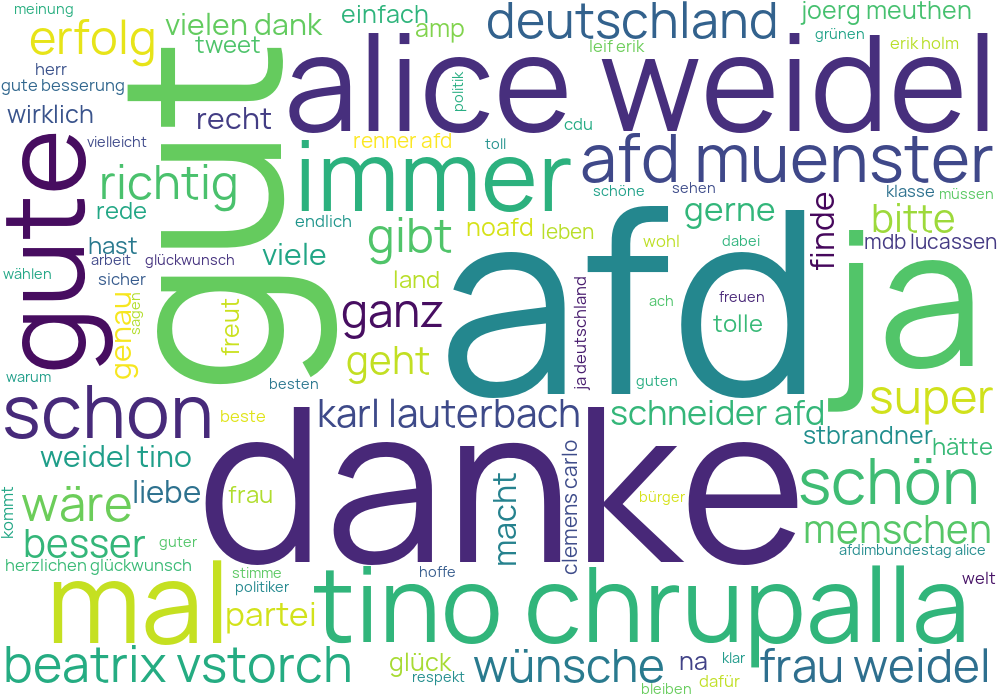 meinung
vielen dank
einfach
deutschland
joerg meuthen
erfolg
tweet
amp
leif erik
grünen
erik holm
herr
gute besserung
gut
alice weidel
politik
wirklich
recht
cdu
vielleicht
renner afd
toll
afd muenster
gute
immer
richtig
schöne
sehen
klasse
müssen
rede
endlich
gerne
finde
bitte
hast
viele
gibt
noafd
leben
wohl
dabei
mdb lucassen
arbeit
glückwunsch
wählen
sicher
land
afd
ja
genau
sagen
freut
ganz
ja deutschland
ach
freuen
tolle
geht
warum
besten
guten
super
schon
beste
karl lauterbach
schneider afd
stbrandner
hätte
danke
weidel tino
liebe
frau
macht
clemens carlo
bürger
schön
kommt
wäre
menschen
besser
guter
afdimbundestag alice
herzlichen glückwunsch
stimme
hoffe
welt
mal
politiker
tino chrupalla
partei
beatrix vstorch
glück
respekt
wünsche
na
klar
frau weidel
bleiben
dafür